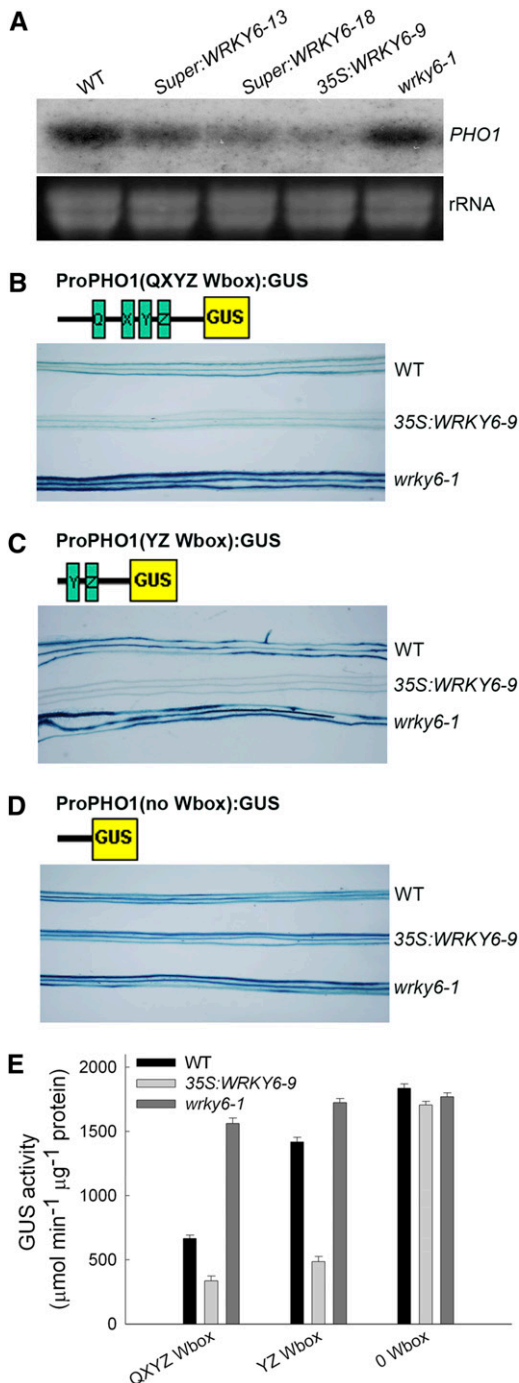 A
WT
Super:WRKY6-13
Super:WRKY6-18
35S:WRKY6-9
wrky6-1
PHO1
rRNA
B
ProPHO1(QXYZ Wbox):GUS
Q X Y Z GUS
WT
35S:WRKY6-9
wrky6-1
C
ProPHO1(YZ Wbox):GUS
Y Z GUS
WT
35S:WRKY6-9
wrky6-1
D
ProPHO1(no Wbox):GUS
GUS
WT
35S:WRKY6-9
wrky6-1
E
WT
35S:WRKY6-9
wrky6-1
GUS activity
(μmol min⁻¹ μg⁻¹ protein)
2000
1500
1000
500
0
QXYZ Wbox
YZ Wbox
0 Wbox